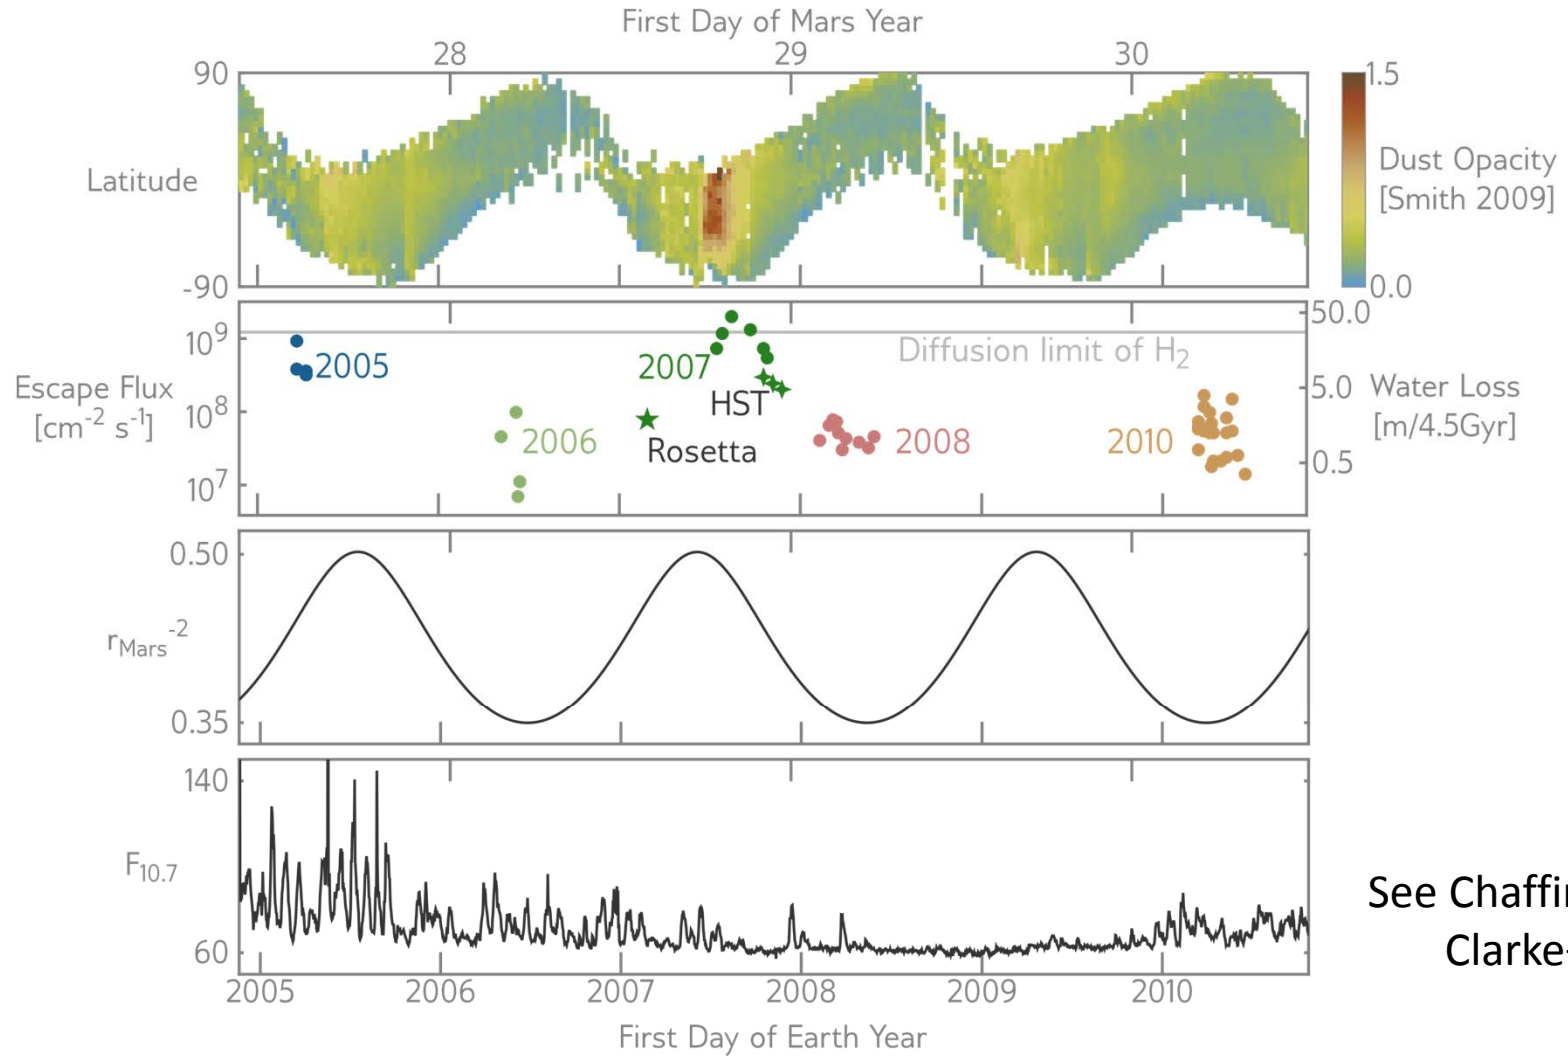 First Day of Mars Year
28 29 30
90
Latitude
-90
1.5
Dust Opacity
[Smith 2009]
0.0
10⁹
10⁸
10⁷
Escape Flux
[cm⁻² s⁻¹]
2005
2006
2007
HST
Rosetta
Diffusion limit of H₂
2008
2010
50.0
5.0
0.5
Water Loss
[m/4.5Gyr]
0.50
r_Mars⁻²
0.35
140
F₁₀.₇
60
See Chaffin
Clarke
2005 2006 2007 2008 2009 2010
First Day of Earth Year